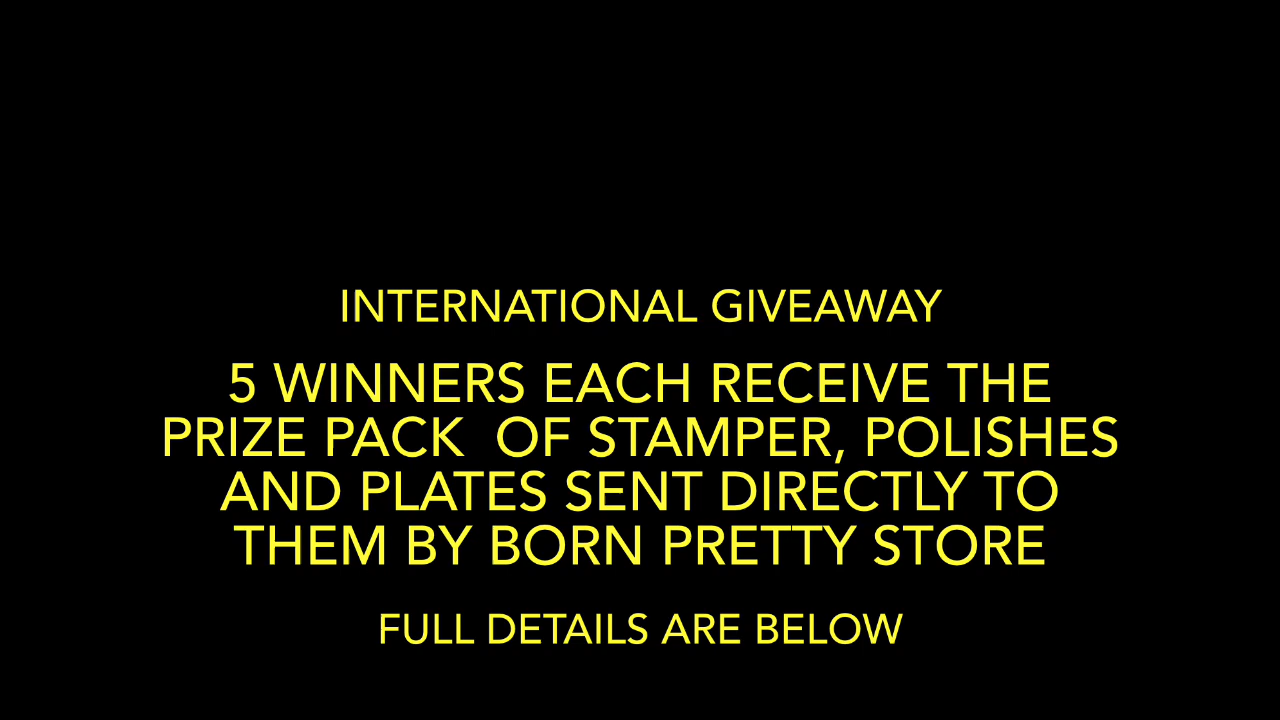 INTERNATIONAL GIVEAWAY
5 WINNERS EACH RECEIVE THE
PRIZE PACK  OF STAMPER, POLISHES
AND PLATES SENT DIRECTLY TO
THEM BY BORN PRETTY STORE
FULL DETAILS ARE BELOW